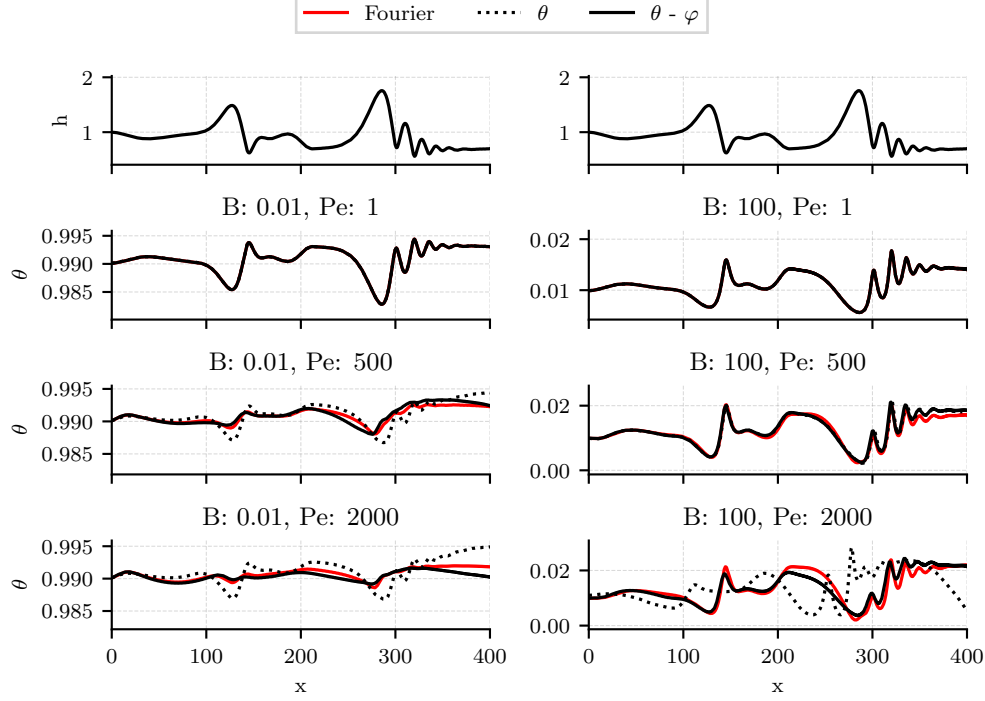 Fourier θ θ - φ
2
1
h
B: 0.01, Pe: 1
B: 100, Pe: 1
0.995
0.990
0.985
θ
0.02
0.01
B: 0.01, Pe: 500
B: 100, Pe: 500
0.995
0.990
0.985
θ
0.02
0.00
B: 0.01, Pe: 2000
B: 100, Pe: 2000
0.995
0.990
0.985
θ
0.02
0.00
0 100 200 300 400
0 100 200 300 400
x
x